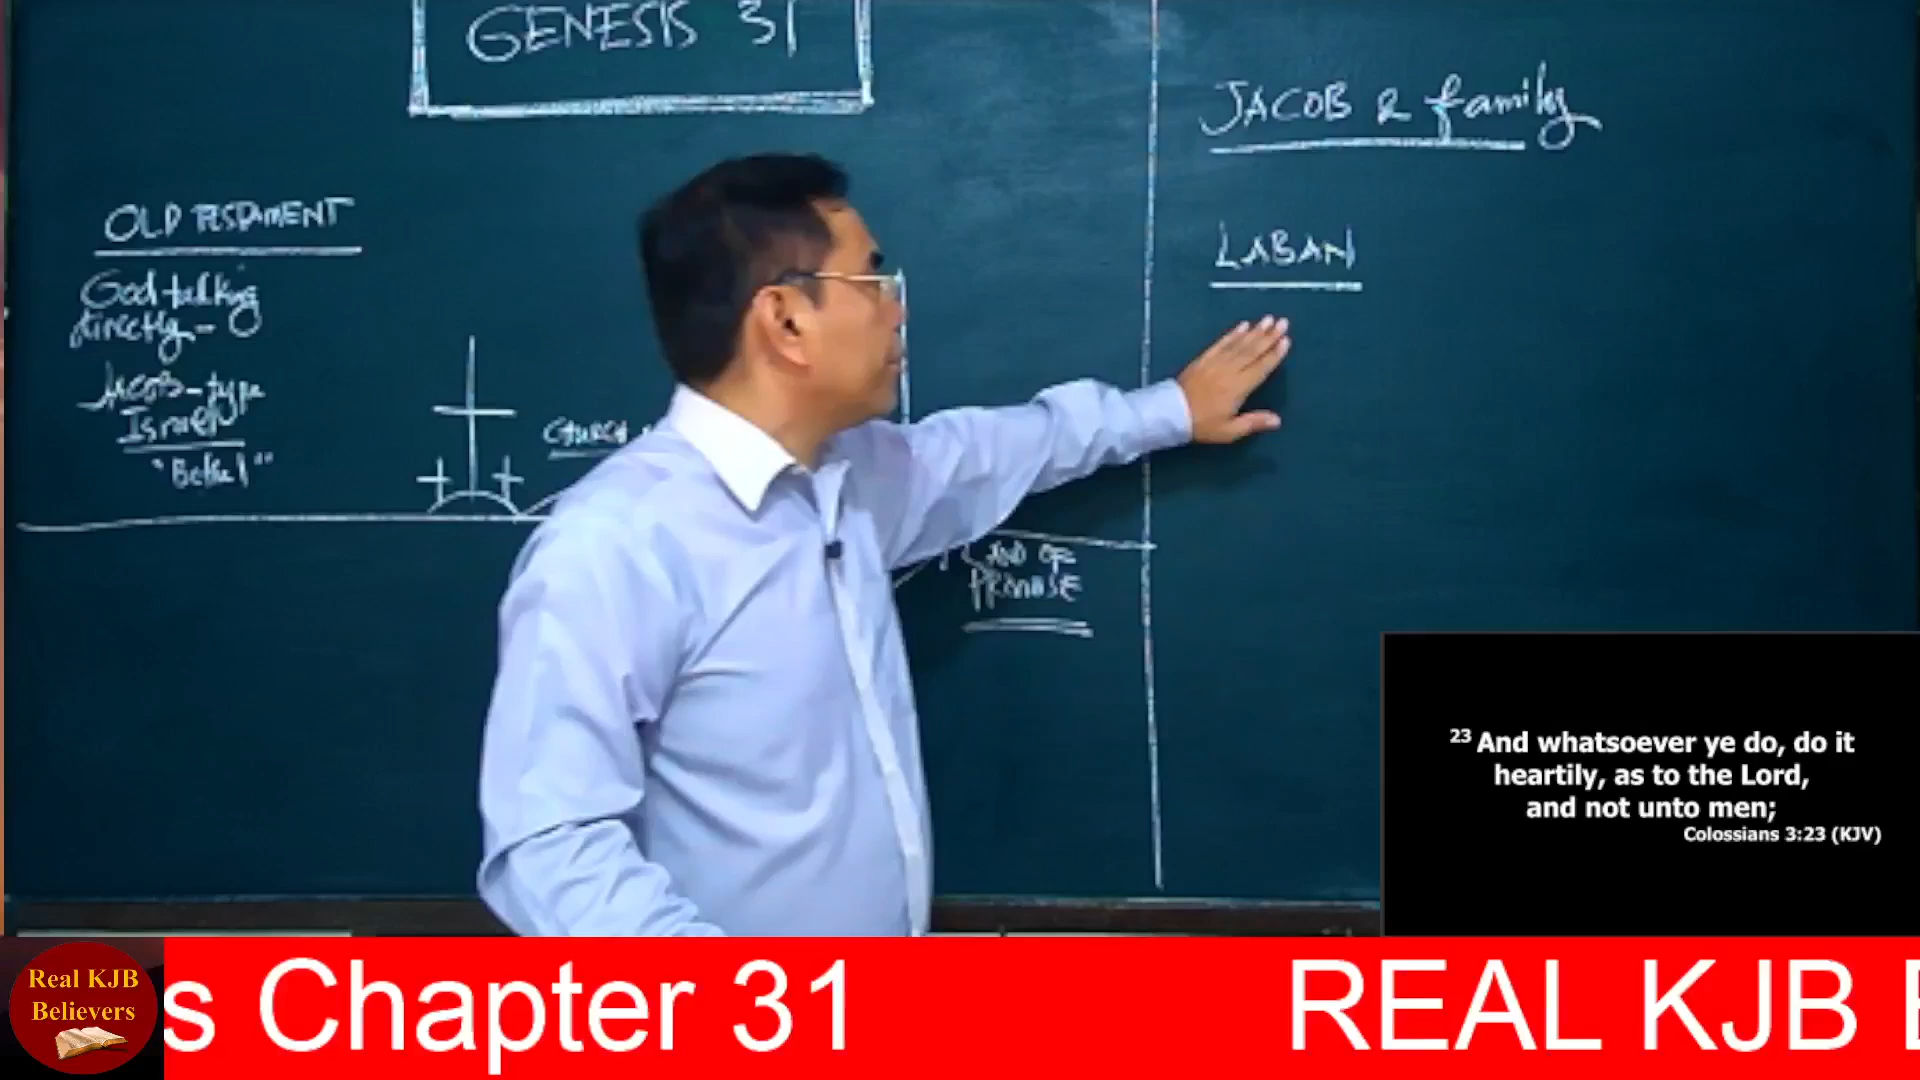 GENESIS 31
JACOB & family
LABAN
OLD TESTAMENT
God talking
directly -
Jacob - type
Israel
"Bethel"
CHURCH
LAND OF
PROMISE
23 And whatsoever ye do, do it
heartily, as to the Lord,
and not unto men;
Colossians 3:23 (KJV)
Real KJB
Believers
s Chapter 31 REAL KJB B